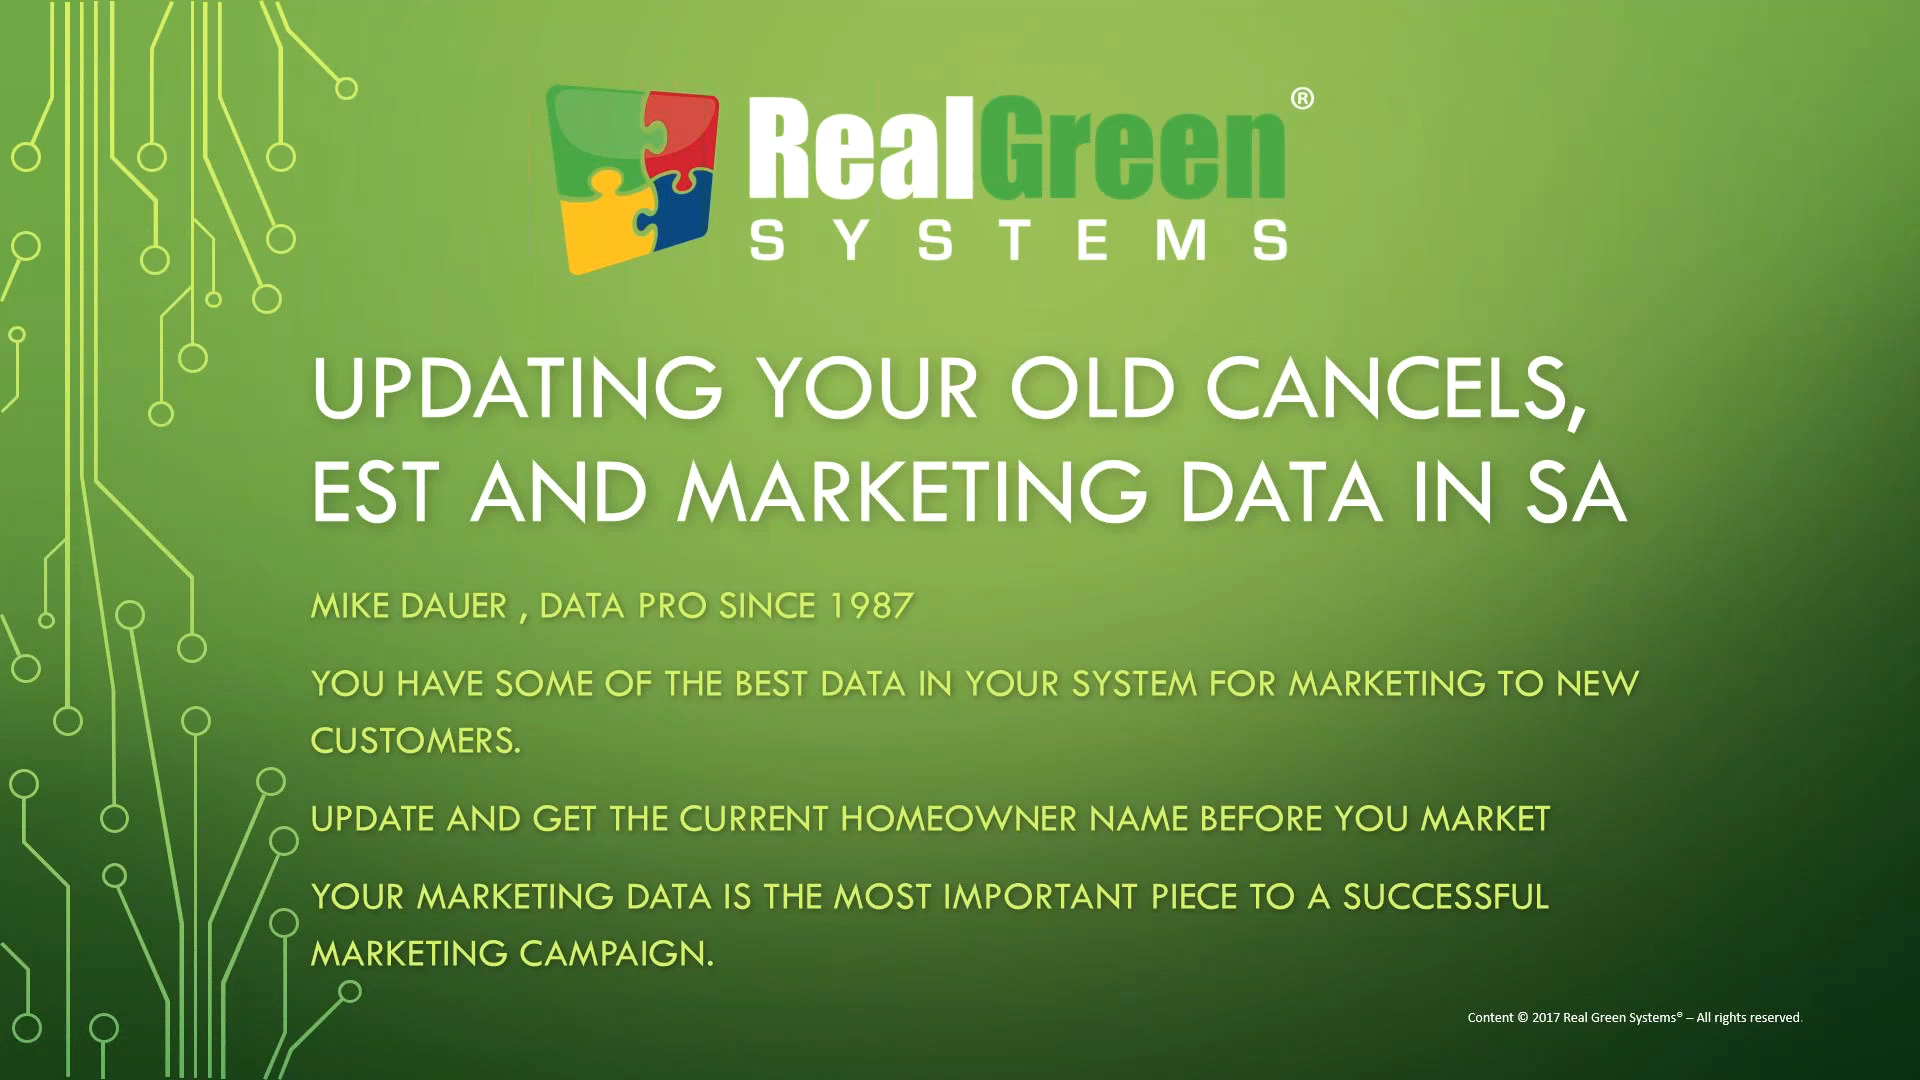 RealGreen®
SYSTEMS
UPDATING YOUR OLD CANCELS,
EST AND MARKETING DATA IN SA
MIKE DAUER , DATA PRO SINCE 1987
YOU HAVE SOME OF THE BEST DATA IN YOUR SYSTEM FOR MARKETING TO NEW
CUSTOMERS.
UPDATE AND GET THE CURRENT HOMEOWNER NAME BEFORE YOU MARKET
YOUR MARKETING DATA IS THE MOST IMPORTANT PIECE TO A SUCCESSFUL
MARKETING CAMPAIGN.
Content © 2017 Real Green Systems® – All rights reserved.